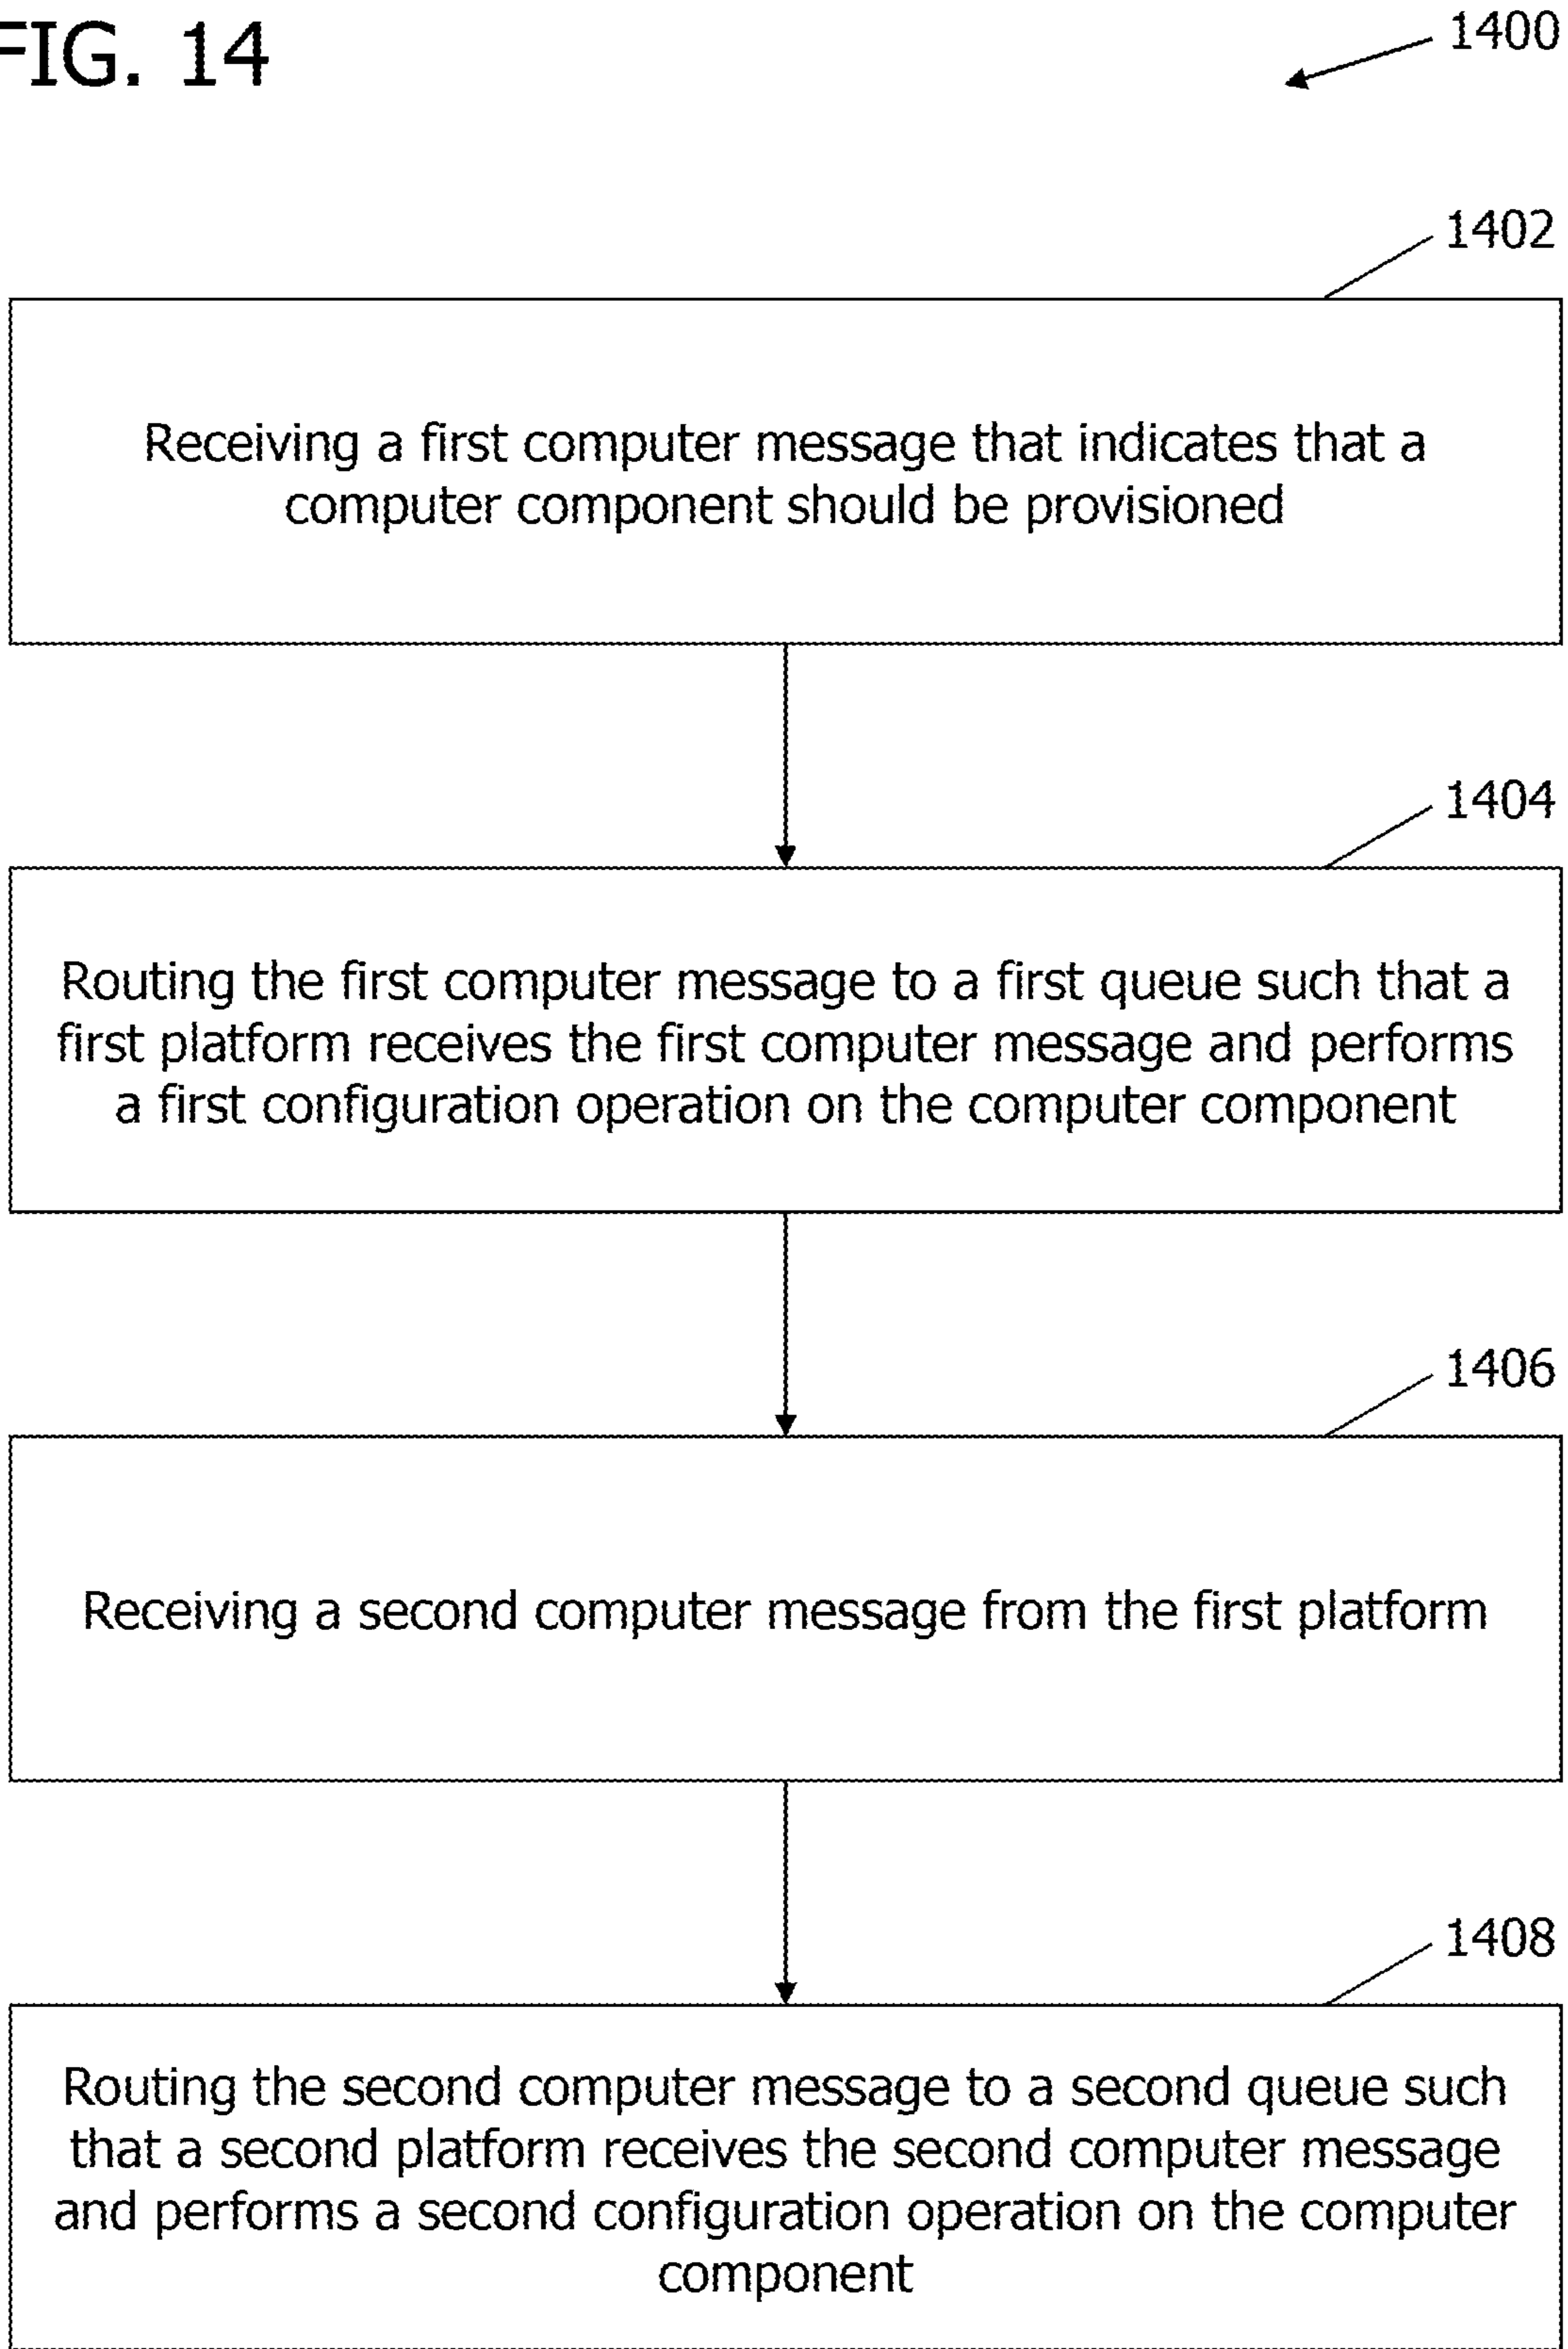 FIG. 14
1400
1402
Receiving a first computer message that indicates that a
computer component should be provisioned
1404
Routing the first computer message to a first queue such that a
first platform receives the first computer message and performs
a first configuration operation on the computer component
1406
Receiving a second computer message from the first platform
1408
Routing the second computer message to a second queue such
that a second platform receives the second computer message
and performs a second configuration operation on the computer
component